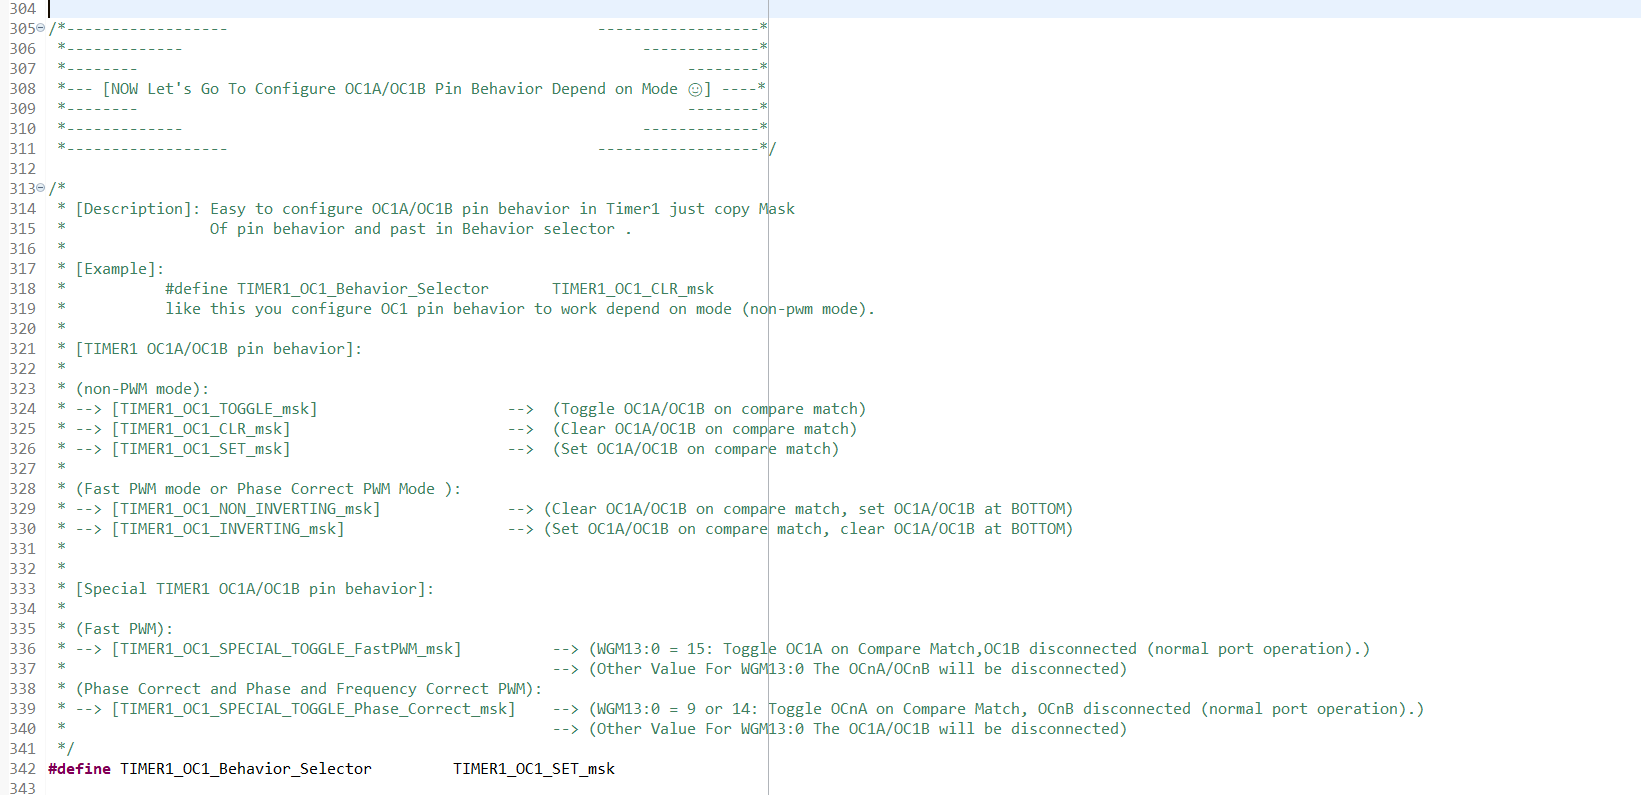 304
305 /*------------------                                         ------------------*
306  *-------------                                              -------------*
307  *--------                                                   --------*
308  *--- [NOW Let's Go To Configure OC1A/OC1B Pin Behavior Depend on Mode ☺] ----*
309  *--------                                                   --------*
310  *-------------                                              -------------*
311  *------------------                                         ------------------*/
312
313 /*
314  * [Description]: Easy to configure OC1A/OC1B pin behavior in Timer1 just copy Mask
315  *                Of pin behavior and past in Behavior selector .
316  *
317  * [Example]:
318  *           #define TIMER1_OC1_Behavior_Selector       TIMER1_OC1_CLR_msk
319  *           like this you configure OC1 pin behavior to work depend on mode (non-pwm mode).
320  *
321  * [TIMER1 OC1A/OC1B pin behavior]:
322  *
323  * (non-PWM mode):
324  * --> [TIMER1_OC1_TOGGLE_msk]                     -->  (Toggle OC1A/OC1B on compare match)
325  * --> [TIMER1_OC1_CLR_msk]                        -->  (Clear OC1A/OC1B on compare match)
326  * --> [TIMER1_OC1_SET_msk]                        -->  (Set OC1A/OC1B on compare match)
327  *
328  * (Fast PWM mode or Phase Correct PWM Mode ):
329  * --> [TIMER1_OC1_NON_INVERTING_msk]              --> (Clear OC1A/OC1B on compare match, set OC1A/OC1B at BOTTOM)
330  * --> [TIMER1_OC1_INVERTING_msk]                  --> (Set OC1A/OC1B on compare match, clear OC1A/OC1B at BOTTOM)
331  *
332  *
333  * [Special TIMER1 OC1A/OC1B pin behavior]:
334  *
335  * (Fast PWM):
336  * --> [TIMER1_OC1_SPECIAL_TOGGLE_FastPWM_msk]          --> (WGM13:0 = 15: Toggle OC1A on Compare Match,OC1B disconnected (normal port operation).)
337  *                                                      --> (Other Value For WGM13:0 The OCnA/OCnB will be disconnected)
338  * (Phase Correct and Phase and Frequency Correct PWM):
339  * --> [TIMER1_OC1_SPECIAL_TOGGLE_Phase_Correct_msk]    --> (WGM13:0 = 9 or 14: Toggle OCnA on Compare Match, OCnB disconnected (normal port operation).)
340  *                                                      --> (Other Value For WGM13:0 The OC1A/OC1B will be disconnected)
341  */
342 #define TIMER1_OC1_Behavior_Selector         TIMER1_OC1_SET_msk
343